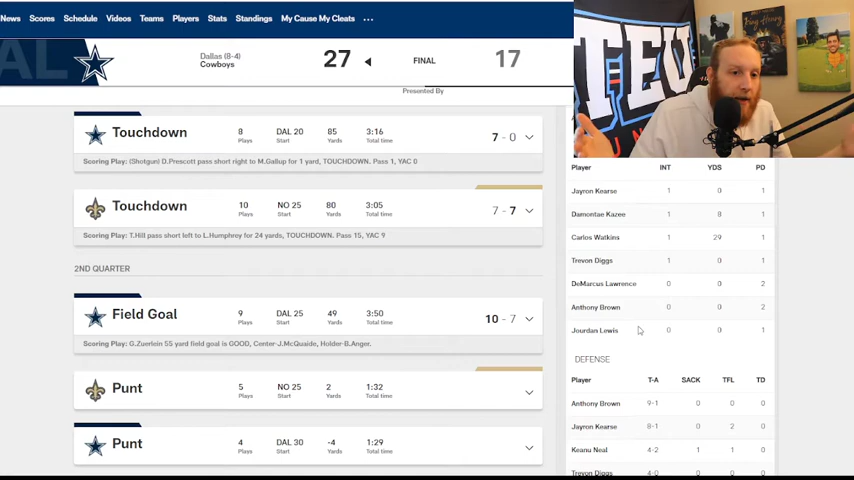 News Scores Schedule Videos Teams Players Stats Standings My Cause My Cleats ...
Dallas (8-4)
Cowboys
27 FINAL 17
Presented By
Touchdown 8 Plays DAL 20 Start 85 Yards 3:16 Total time 7 - 0
Scoring Play: (Shotgun) D.Prescott pass short right to M.Gallup for 1 yard, TOUCHDOWN. Pass 1, YAC 0
Touchdown 10 Plays NO 25 Start 80 Yards 3:05 Total time 7 - 7
Scoring Play: T.Hill pass short left to L.Humphrey for 24 yards, TOUCHDOWN. Pass 15, YAC 9
2ND QUARTER
Field Goal 9 Plays DAL 25 Start 49 Yards 3:50 Total time 10 - 7
Scoring Play: G.Zuerlein 55 yard field goal is GOOD, Center-J.McQuaide, Holder-B.Anger.
Punt 5 Plays NO 25 Start 2 Yards 1:32 Total time
Punt 4 Plays DAL 30 Start -4 Yards 1:29 Total time
TEU
Player INT YDS PD
Jayron Kearse 1 0 1
Damontae Kazee 1 8 1
Carlos Watkins 1 29 1
Trevon Diggs 1 0 1
DeMarcus Lawrence 0 0 2
Anthony Brown 0 0 2
Jourdan Lewis 0 0 1
DEFENSE
Player T-A SACK TFL TD
Anthony Brown 9-1 0 0 0
Jayron Kearse 8-1 0 2 0
Keanu Neal 4-2 1 1 0
Trevon Diggs 4-0 0 0 0